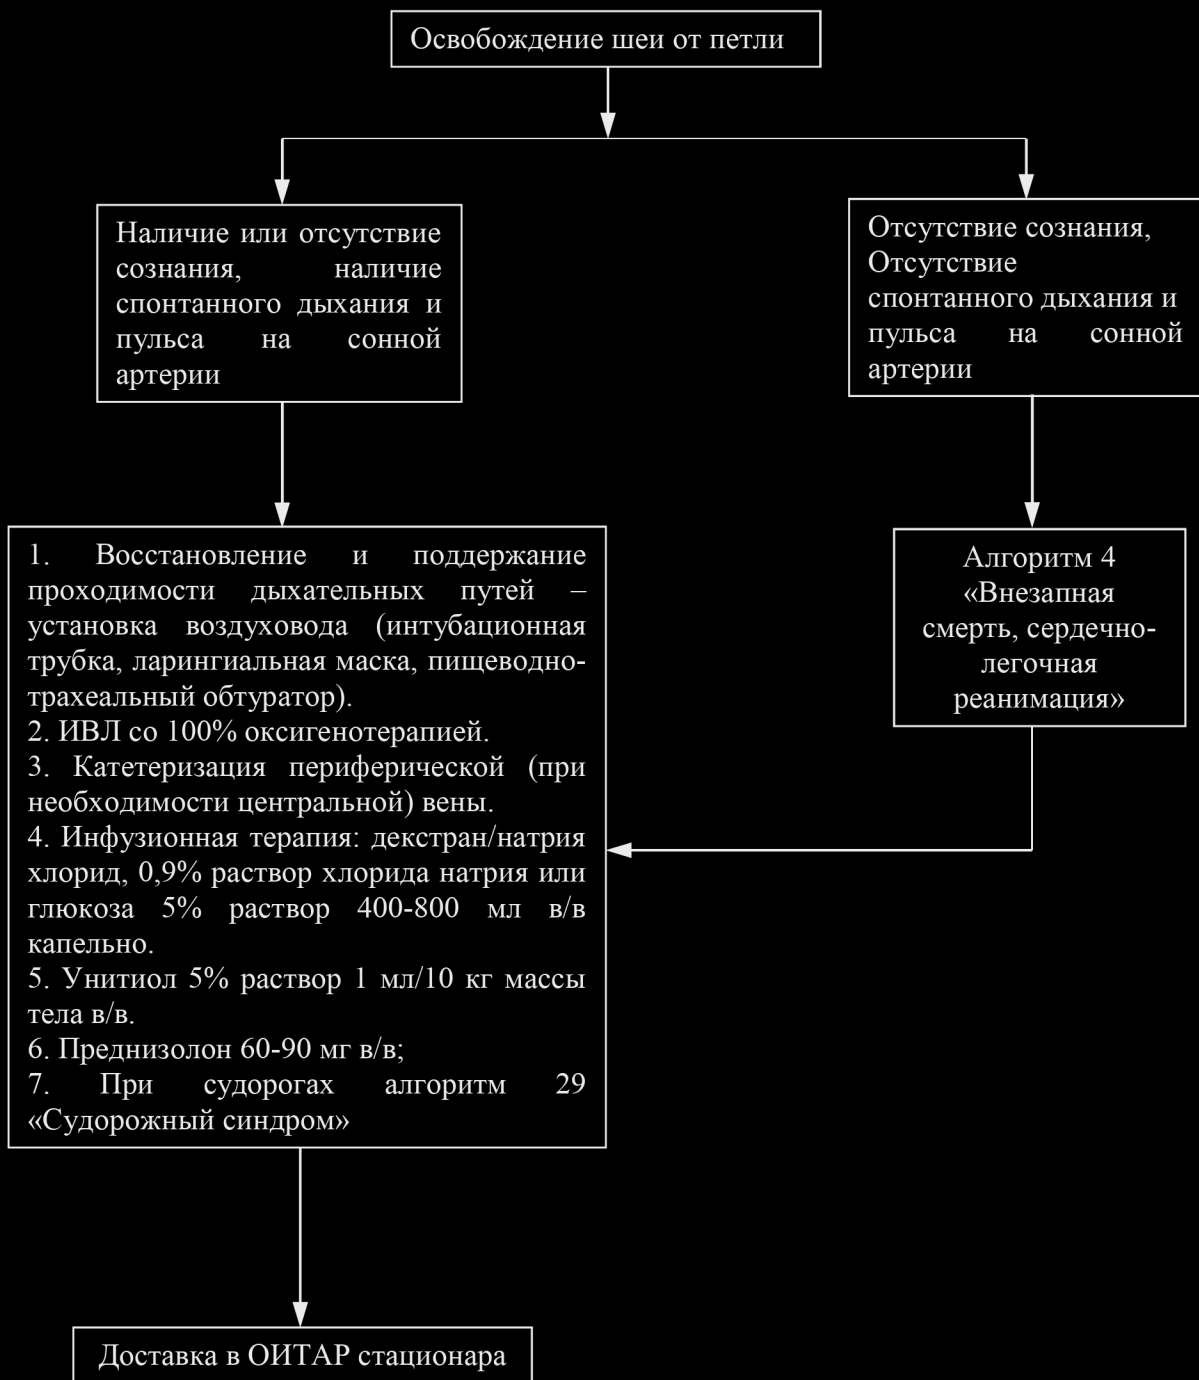 Освобождение шеи от петли
Наличие или отсутствие
сознания, наличие
спонтанного дыхания и
пульса на сонной
артерии
Отсутствие сознания,
Отсутствие
спонтанного дыхания и
пульса на сонной
артерии
1. Восстановление и поддержание
проходимости дыхательных путей –
установка воздуховода (интубационная
трубка, ларингиальная маска, пищеводно-
трахеальный обтуратор).
2. ИВЛ со 100% оксигенотерапией.
3. Катетеризация периферической (при
необходимости центральной) вены.
4. Инфузионная терапия: декстран/натрия
хлорид, 0,9% раствор хлорида натрия или
глюкоза 5% раствор 400-800 мл в/в
капельно.
5. Унитиол 5% раствор 1 мл/10 кг массы
тела в/в.
6. Преднизолон 60-90 мг в/в;
7. При судорогах алгоритм 29
«Судорожный синдром»
Алгоритм 4
«Внезапная
смерть, сердечно-
легочная
реанимация»
Доставка в ОИТАР стационара